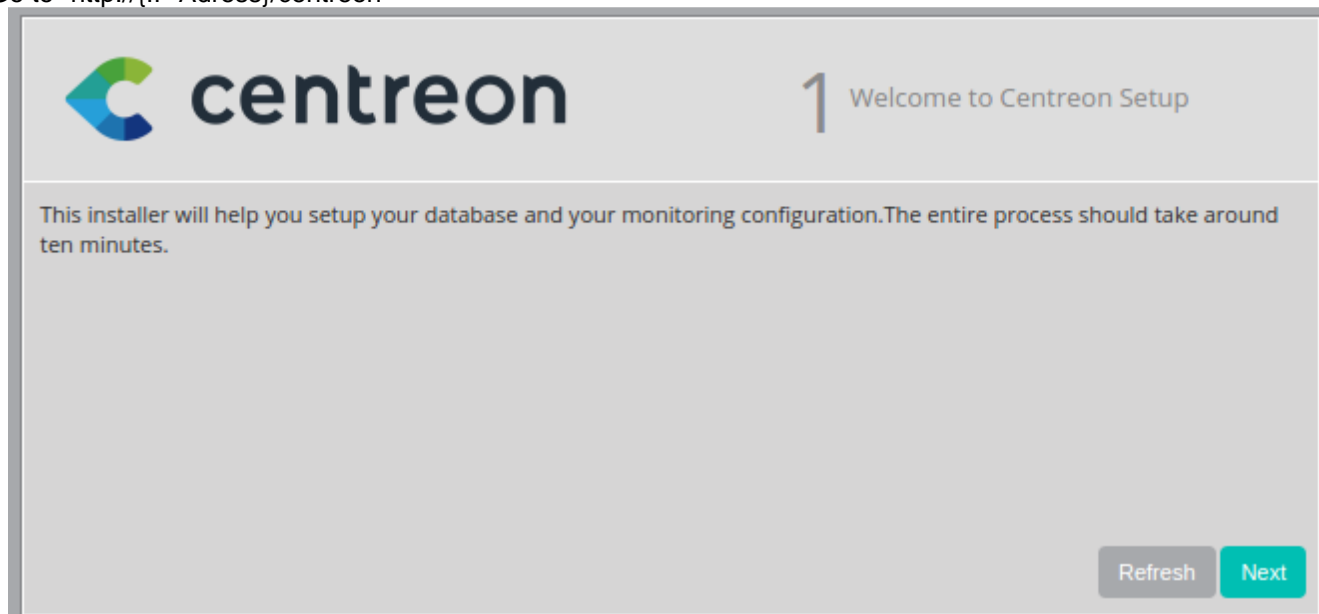 centreon
1 Welcome to Centreon Setup
This installer will help you setup your database and your monitoring configuration.The entire process should take around
ten minutes.
Refresh Next